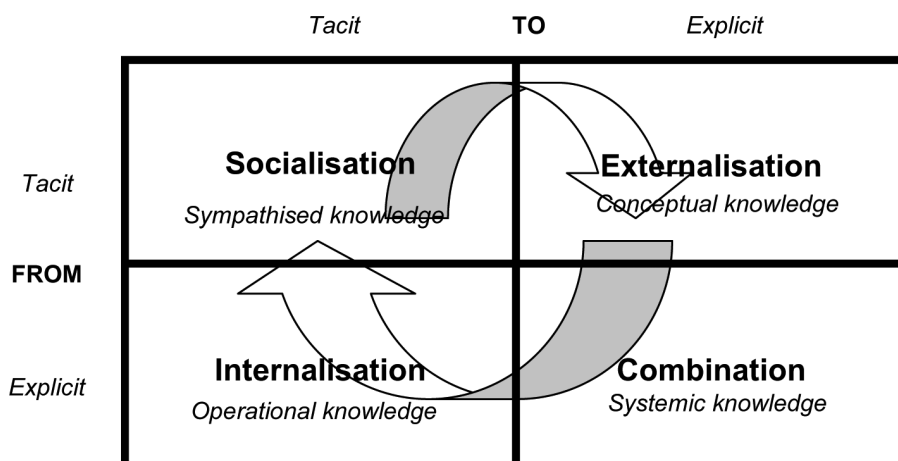 Tacit TO Explicit
Tacit
Socialisation
Sympathised knowledge
Externalisation
Conceptual knowledge
FROM
Explicit
Internalisation
Operational knowledge
Combination
Systemic knowledge